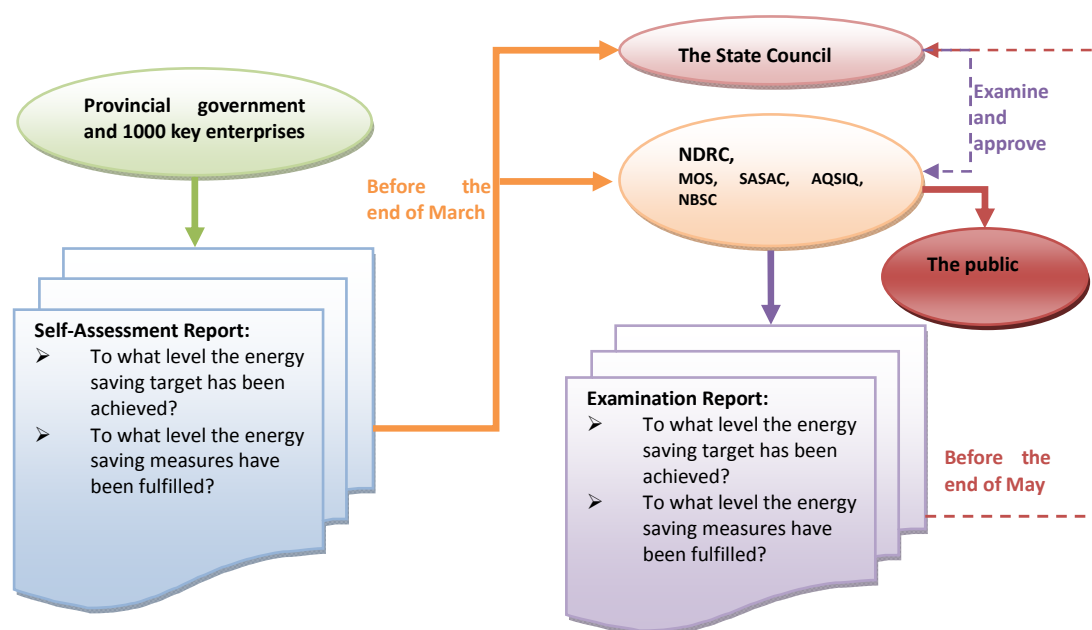 Provincial government
and 1000 key enterprises
Self-Assessment Report:
➢ To what level the energy
saving target has been
achieved?
➢ To what level the energy
saving measures have
been fulfilled?
Before the
end of March
The State Council
Examine
and
approve
NDRC,
MOS, SASAC, AQSIQ,
NBSC
The public
Examination Report:
➢ To what level the energy
saving target has been
achieved?
➢ To what level the energy
saving measures have
been fulfilled?
Before the
end of May